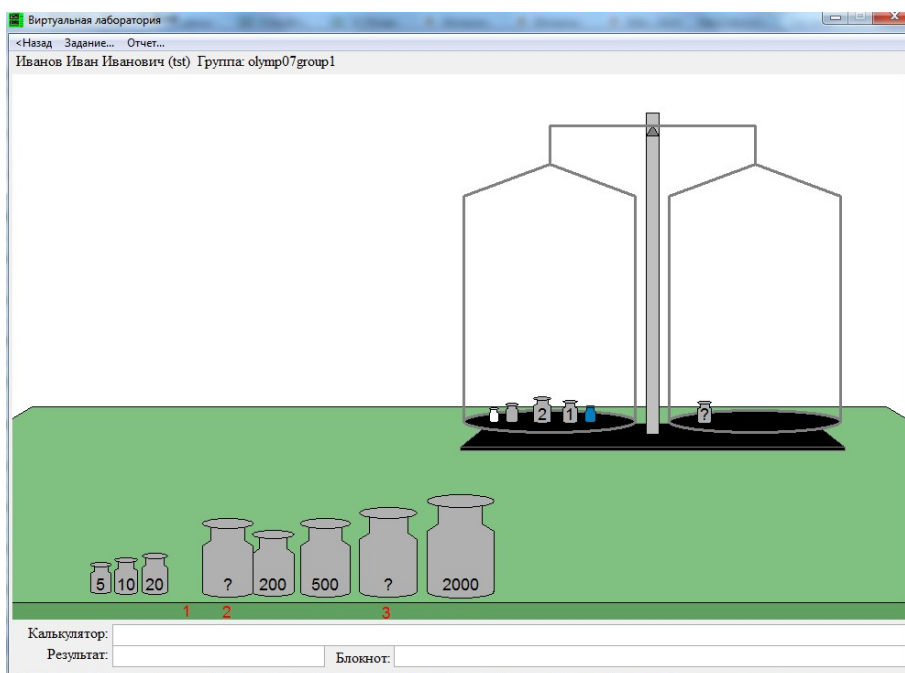 Виртуальная лаборатория
<Назад Задание... Отчет...
Иванов Иван Иванович (tst) Группа: olymp07group1
2 1 ?
5 10 20 ? 200 500 ? 2000
1 2 3
Калькулятор:
Результат: Блокнот: